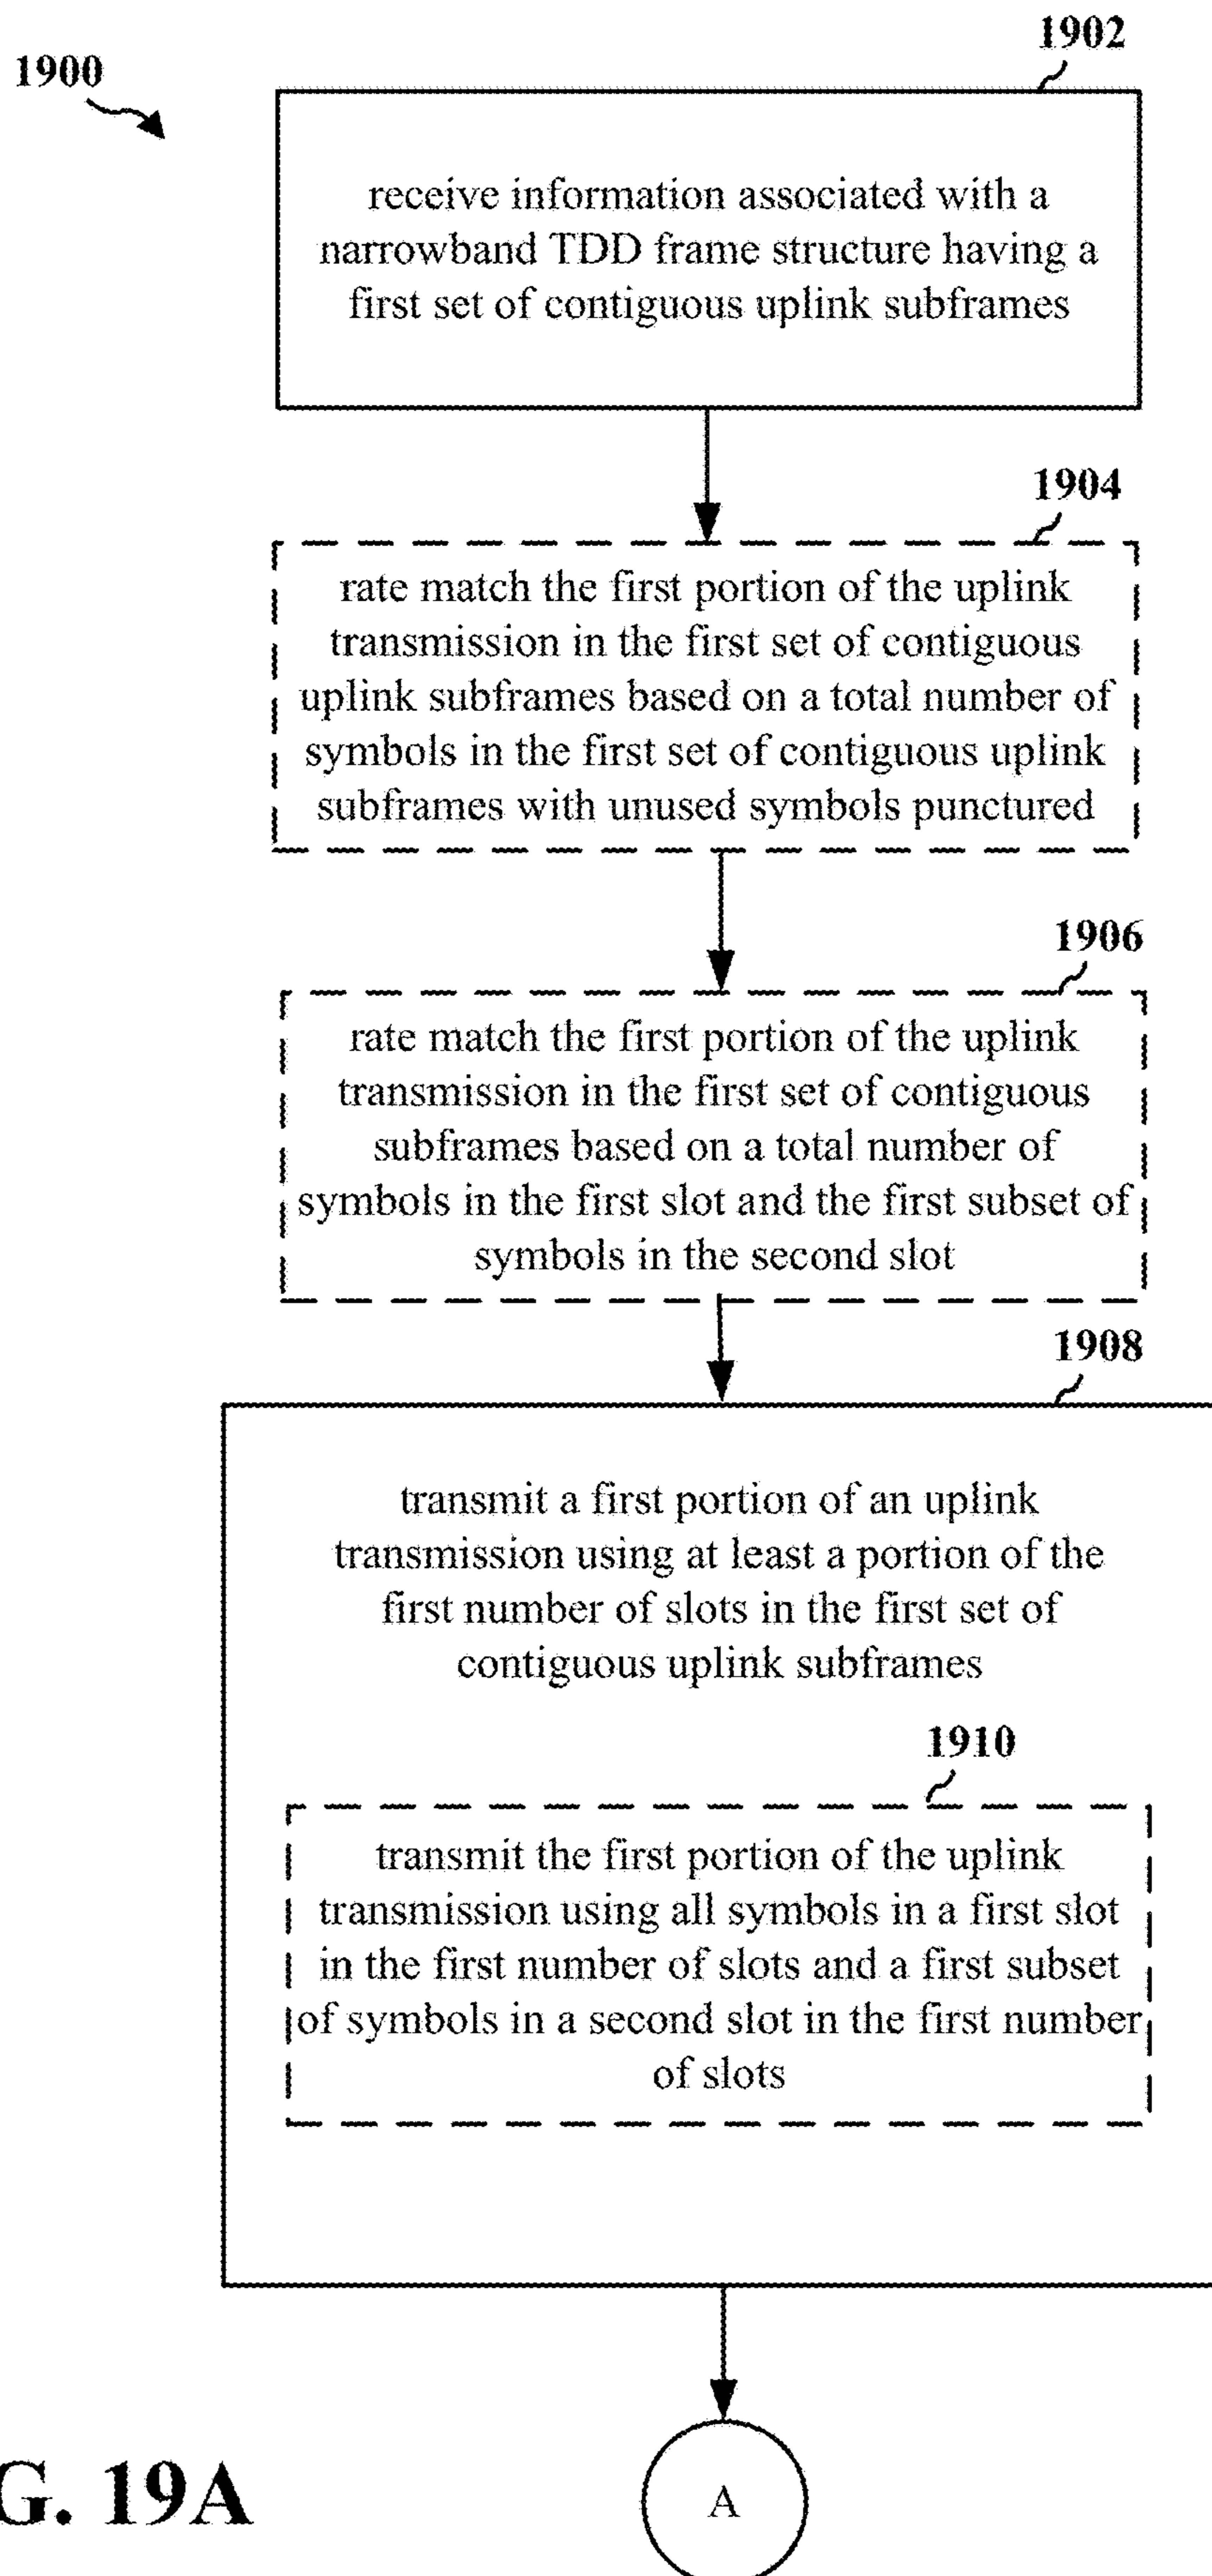 1900
1902
receive information associated with a
narrowband TDD frame structure having a
first set of contiguous uplink subframes
1904
rate match the first portion of the uplink
transmission in the first set of contiguous
uplink subframes based on a total number of
symbols in the first set of contiguous uplink
subframes with unused symbols punctured
1906
rate match the first portion of the uplink
transmission in the first set of contiguous
subframes based on a total number of
symbols in the first slot and the first subset of
symbols in the second slot
1908
transmit a first portion of an uplink
transmission using at least a portion of the
first number of slots in the first set of
contiguous uplink subframes
1910
transmit the first portion of the uplink
transmission using all symbols in a first slot
in the first number of slots and a first subset
of symbols in a second slot in the first number
of slots
A
G. 19A